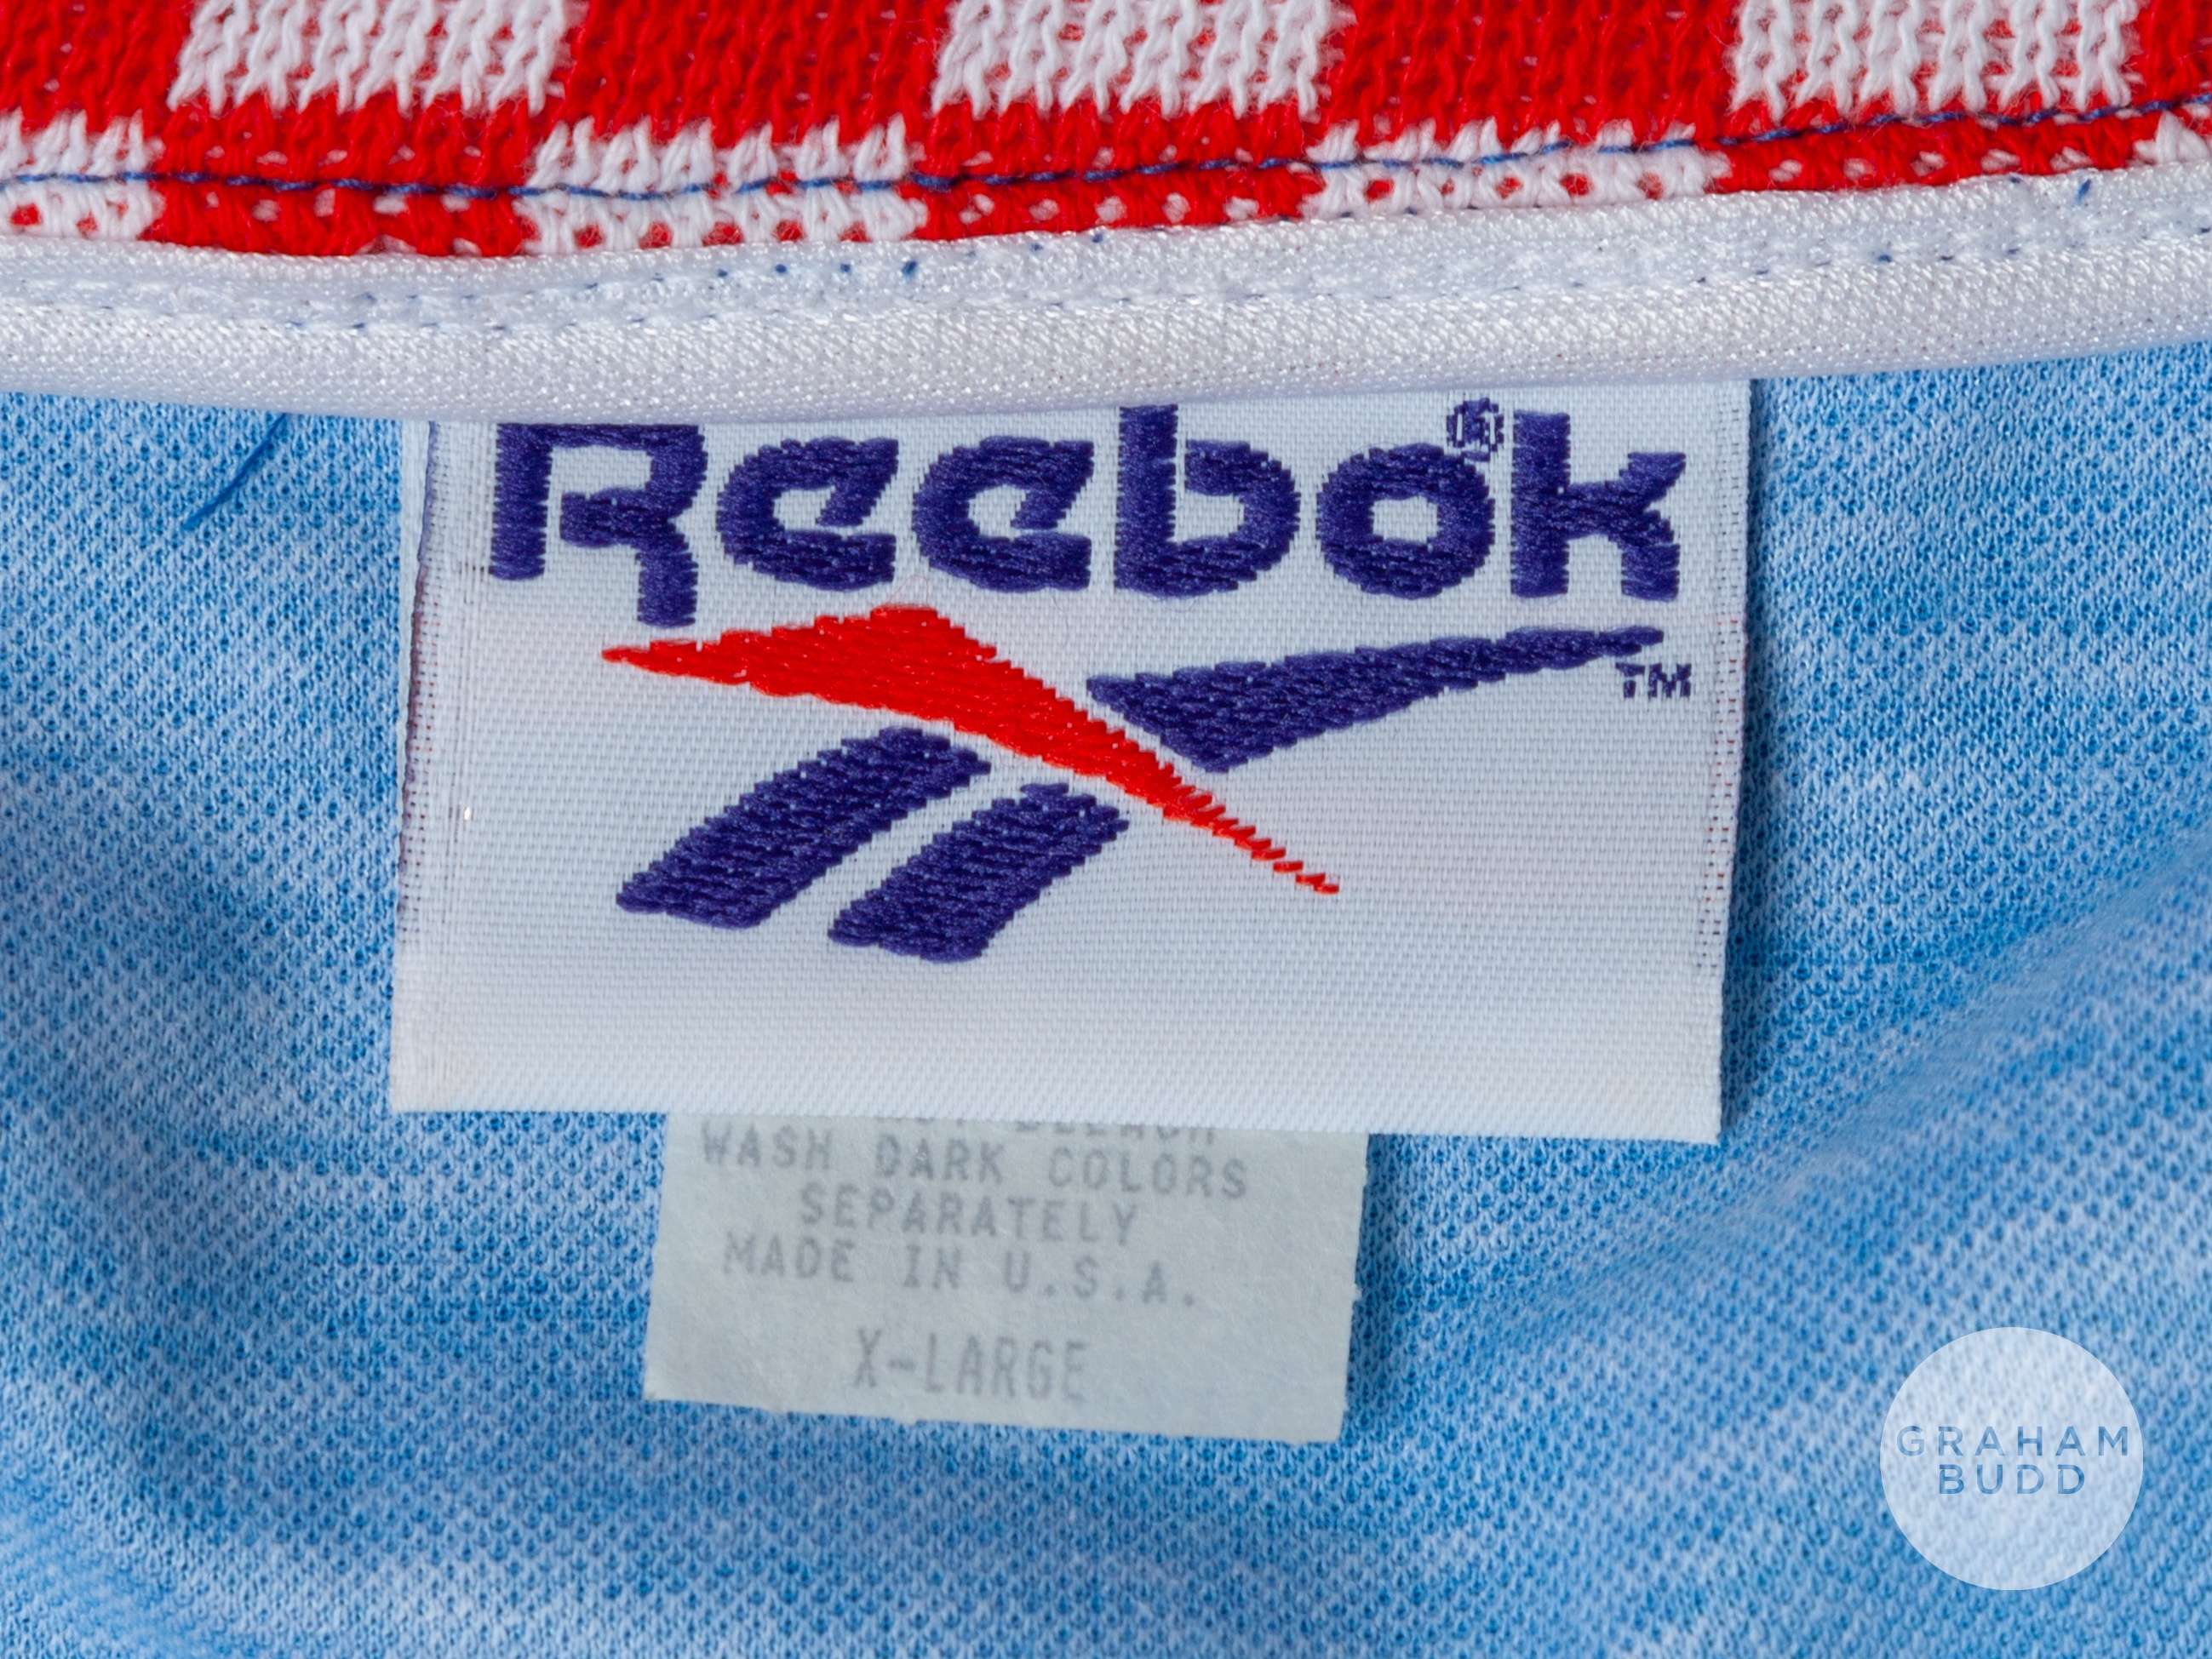 Reebok®
TM
WASH DARK COLORS
SEPARATELY
MADE IN U.S.A.
X-LARGE
GRAHAM
BUDD